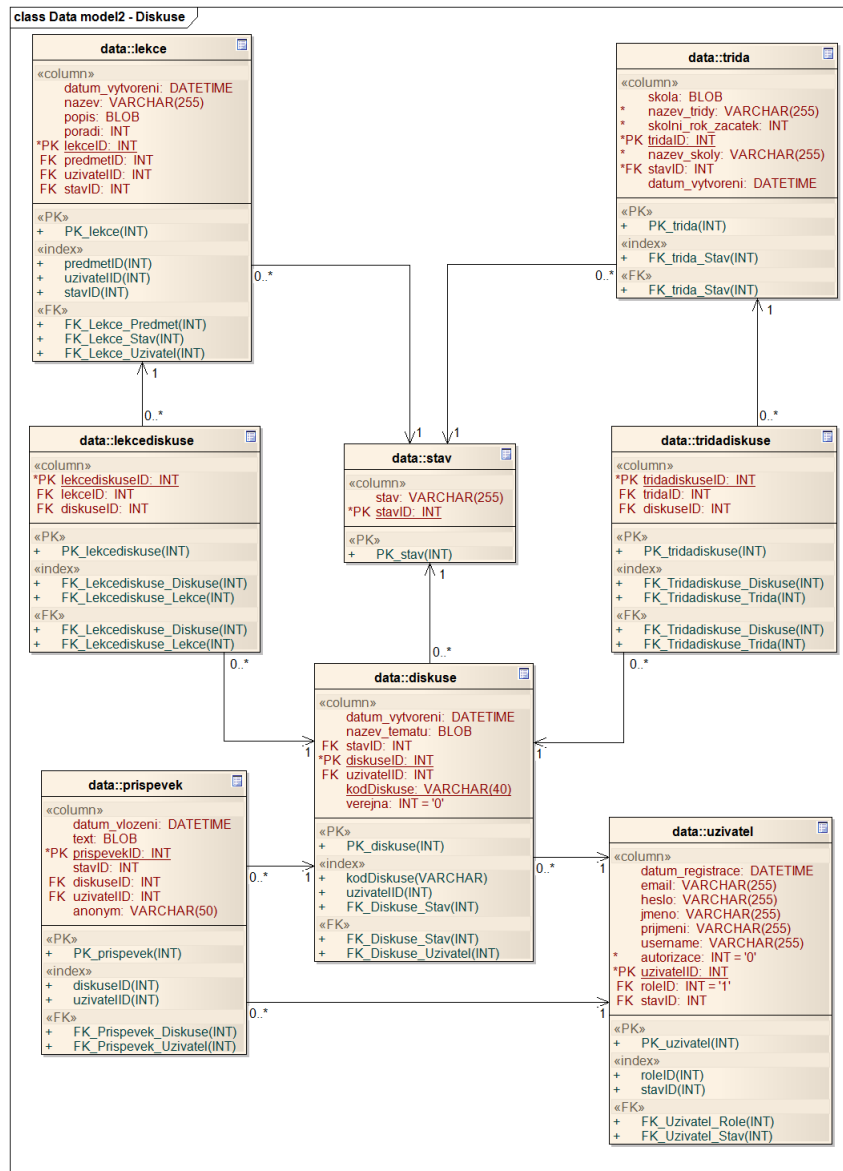 class Data model2 - Diskuse
data::lekce
«column»
datum_vytvoreni: DATETIME
nazev: VARCHAR(255)
popis: BLOB
poradi: INT
*PK lekceID: INT
FK predmetID: INT
FK uzivatelID: INT
FK stavID: INT
«PK»
+ PK_lekce(INT)
«index»
+ predmetID(INT)
+ uzivatelID(INT)
+ stavID(INT)
«FK»
+ FK_Lekce_Predmet(INT)
+ FK_Lekce_Stav(INT)
+ FK_Lekce_Uzivatel(INT)
0..*
1
1
0..*
data::trida
«column»
skola: BLOB
* nazev_tridy: VARCHAR(255)
* skolni_rok_zacatek: INT
*PK tridaID: INT
* nazev_skoly: VARCHAR(255)
*FK stavID: INT
datum_vytvoreni: DATETIME
«PK»
+ PK_trida(INT)
«index»
+ FK_trida_Stav(INT)
«FK»
+ FK_trida_Stav(INT)
0..*
1
1
0..*
data::lekcediskuse
«column»
*PK lekcediskuseID: INT
FK lekceID: INT
FK diskuseID: INT
«PK»
+ PK_lekcediskuse(INT)
«index»
+ FK_Lekcediskuse_Diskuse(INT)
+ FK_Lekcediskuse_Lekce(INT)
«FK»
+ FK_Lekcediskuse_Diskuse(INT)
+ FK_Lekcediskuse_Lekce(INT)
0..*
1
data::stav
«column»
stav: VARCHAR(255)
*PK stavID: INT
«PK»
+ PK_stav(INT)
1
0..*
data::tridadiskuse
«column»
*PK tridadiskuseID: INT
FK tridaID: INT
FK diskuseID: INT
«PK»
+ PK_tridadiskuse(INT)
«index»
+ FK_Tridadiskuse_Diskuse(INT)
+ FK_Tridadiskuse_Trida(INT)
«FK»
+ FK_Tridadiskuse_Diskuse(INT)
+ FK_Tridadiskuse_Trida(INT)
0..*
1
data::diskuse
«column»
datum_vytvoreni: DATETIME
nazev_tematu: BLOB
FK stavID: INT
*PK diskuseID: INT
FK uzivatelID: INT
kodDiskuse: VARCHAR(40)
verejna: INT = '0'
«PK»
+ PK_diskuse(INT)
«index»
+ kodDiskuse(VARCHAR)
+ uzivatelID(INT)
+ FK_Diskuse_Stav(INT)
«FK»
+ FK_Diskuse_Stav(INT)
+ FK_Diskuse_Uzivatel(INT)
0..*
1
data::prispevek
«column»
datum_vlozeni: DATETIME
text: BLOB
*PK prispevekID: INT
stavID: INT
FK diskuseID: INT
FK uzivatelID: INT
anonym: VARCHAR(50)
«PK»
+ PK_prispevek(INT)
«index»
+ diskuseID(INT)
+ uzivatelID(INT)
«FK»
+ FK_Prispevek_Diskuse(INT)
+ FK_Prispevek_Uzivatel(INT)
0..*
1
0..*
1
data::uzivatel
«column»
datum_registrace: DATETIME
email: VARCHAR(255)
heslo: VARCHAR(255)
jmeno: VARCHAR(255)
prijmeni: VARCHAR(255)
username: VARCHAR(255)
* autorizace: INT = '0'
*PK uzivatelID: INT
FK roleID: INT = '1'
FK stavID: INT
«PK»
+ PK_uzivatel(INT)
«index»
+ roleID(INT)
+ stavID(INT)
«FK»
+ FK_Uzivatel_Role(INT)
+ FK_Uzivatel_Stav(INT)